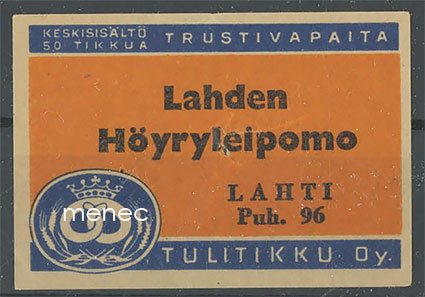 KESKISISÄLTÖ
50 TIKKUA
TRUSTIVAPAITA
Lahden
Höyryleipomo
LAHTI
Puh. 96
menec
TULITIKKU Oy.